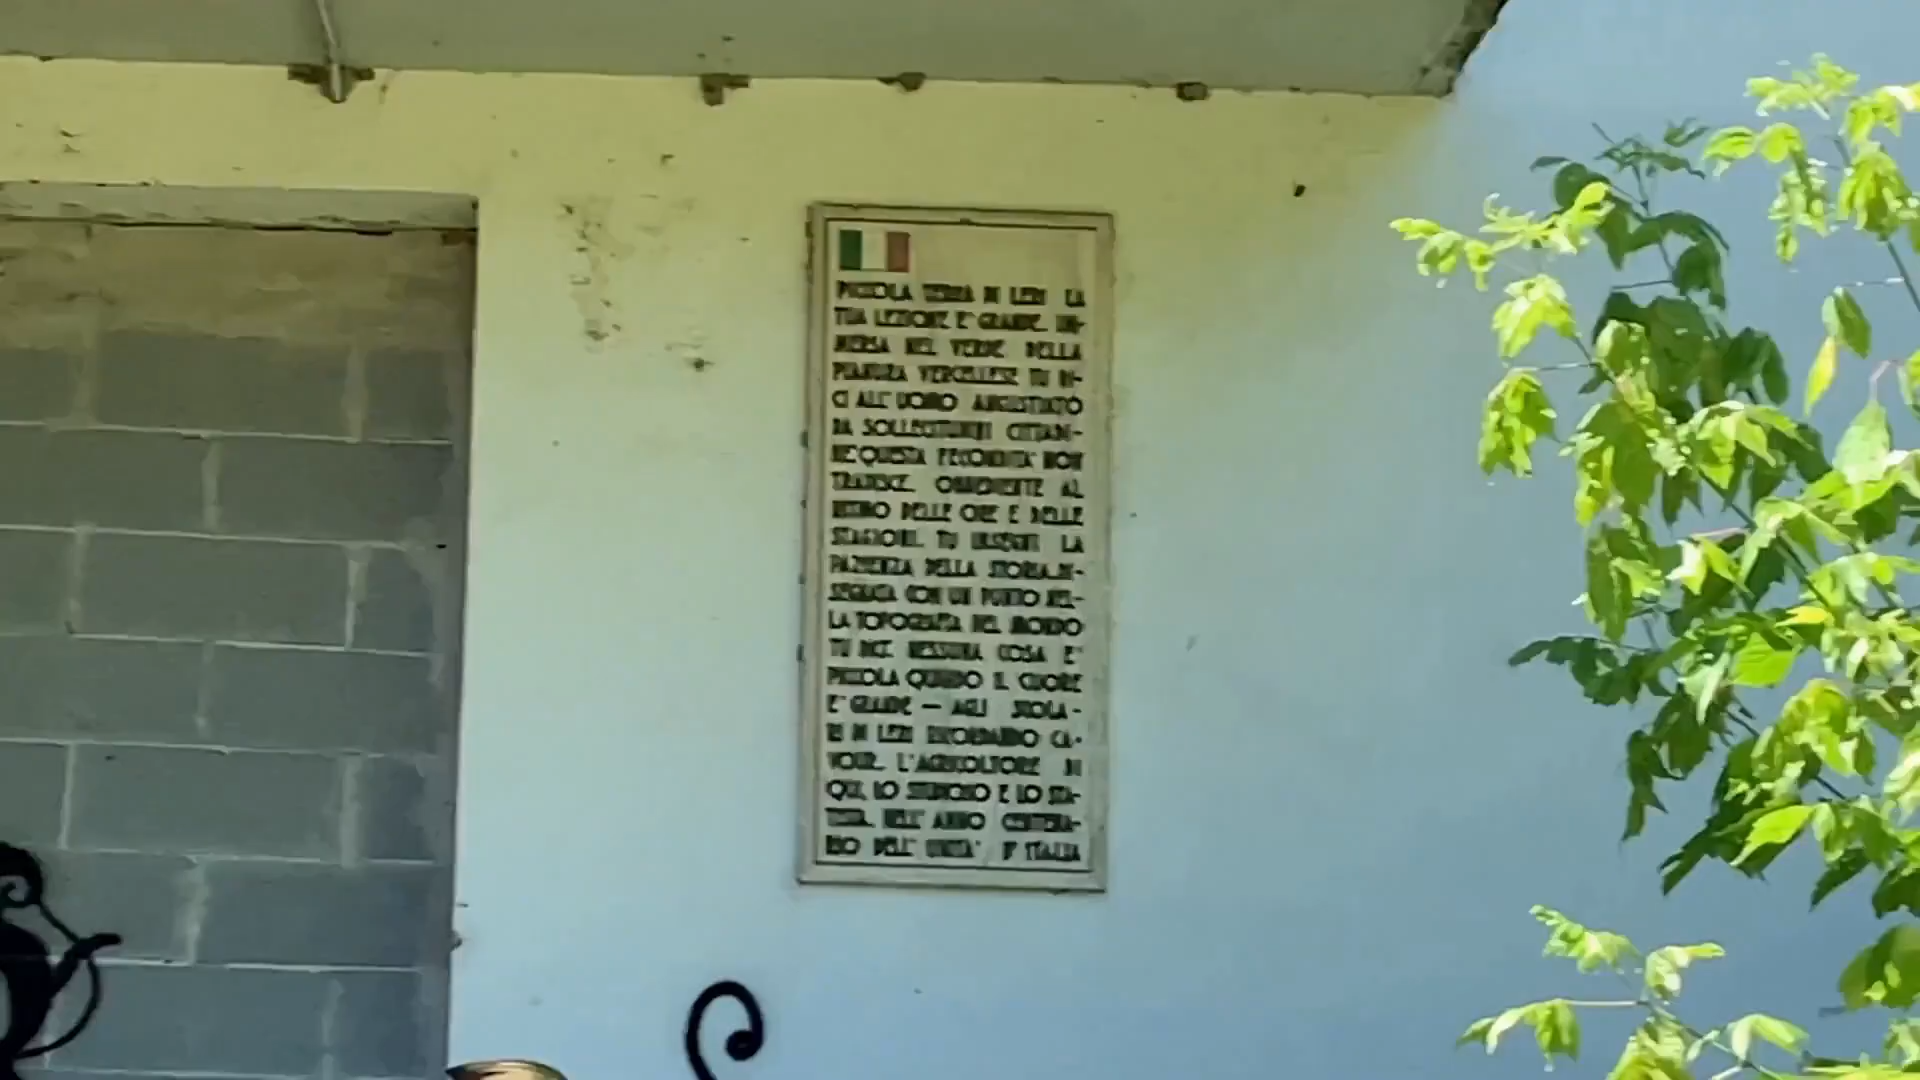 PICCOLA TERRA DI LERI LA
TUA LEZIONE E' GRANDE. IM-
MERSA NEL VERDE DELLA
PIANURA VERCELLESE TU DI-
CI ALL'UOMO ANGUSTIATO
DA SOLLECITUDINI CITTADI-
NE QUESTA FECONDITA' NON
TRADISCE. OBBEDIENTE AL
RITMO DELLE ORE E DELLE
STAGIONI. TU INSEGNI LA
PAZIENZA DELLA STORIA. DI-
SEGNATA CON UN PUNTO NEL-
LA TOPOGRAFIA DEL MONDO
TU DICI. NESSUNA COSA E'
PICCOLA QUANDO IL CUORE
E' GRANDE — AGLI SCOLA-
RI DI LERI RICORDANDO CA-
VOUR. L'AGRICOLTORE DI
QUI, LO STUDIOSO E LO STA-
TISTA. NELL'ANNO CENTENA-
RIO DELL'UNITA' D'ITALIA